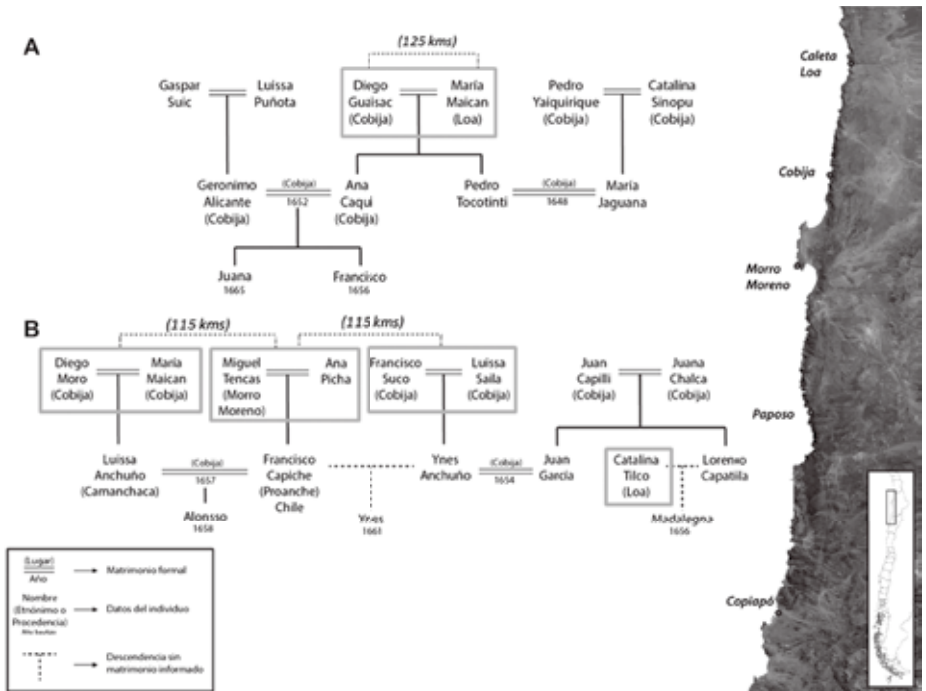 A
(125 kms)
Gaspar
Suic
Luissa
Puñota
Diego
Guaisac
(Cobija)
María
Maican
(Loa)
Pedro
Yaiquirique
(Cobija)
Catalina
Sinopu
(Cobija)
Geronimo
Alicante
(Cobija)
(Cobija)
1652
Ana
Caqui
(Cobija)
Pedro
Tocotinti
(Cobija)
1648
María
Jaguana
Juana
1665
Francisco
1656
B
(115 kms)
(115 kms)
Diego
Moro
(Cobija)
María
Maican
(Cobija)
Miguel
Tencas
(Morro
Moreno)
Ana
Picha
Francisco
Suco
(Cobija)
Luissa
Saila
(Cobija)
Juan
Capilli
(Cobija)
Juana
Chalca
(Cobija)
Luissa
Anchuño
(Camanchaca)
(Cobija)
1657
Francisco
Capiche
(Proanche)
Chile
Ynes
Anchuño
(Cobija)
1654
Juan
Garcia
Catalina
Tilco
(Loa)
Lorenxo
Capatiila
Alonsso
1658
Ynes
1661
Madalegna
1656
(Lugar)
Año
Matrimonio formal
Nombre
(Etnónimo o
Procedencia)
Año bautizo
Datos del individuo
Descendencia sin
matrimonio informado
Caleta
Loa
Cobija
Morro
Moreno
Paposo
Copiapó